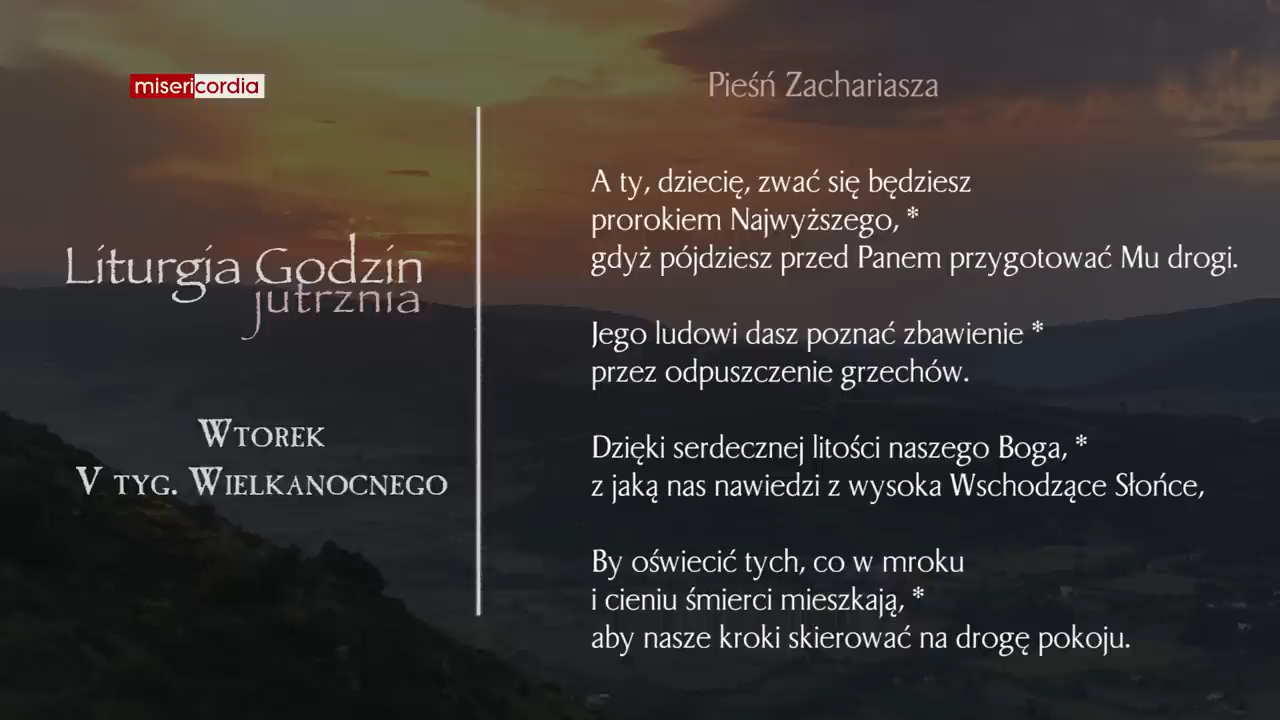 misericordia
Liturgia Godzin
jutrznia
Wtorek
V tyg. Wielkanocnego
Pieśń Zachariasza
A ty, dziecię, zwać się będziesz
prorokiem Najwyższego, *
gdyż pójdziesz przed Panem przygotować Mu drogi.
Jego ludowi dasz poznać zbawienie *
przez odpuszczenie grzechów.
Dzięki serdecznej litości naszego Boga, *
z jaką nas nawiedzi z wysoka Wschodzące Słońce,
By oświecić tych, co w mroku
i cieniu śmierci mieszkają, *
aby nasze kroki skierować na drogę pokoju.